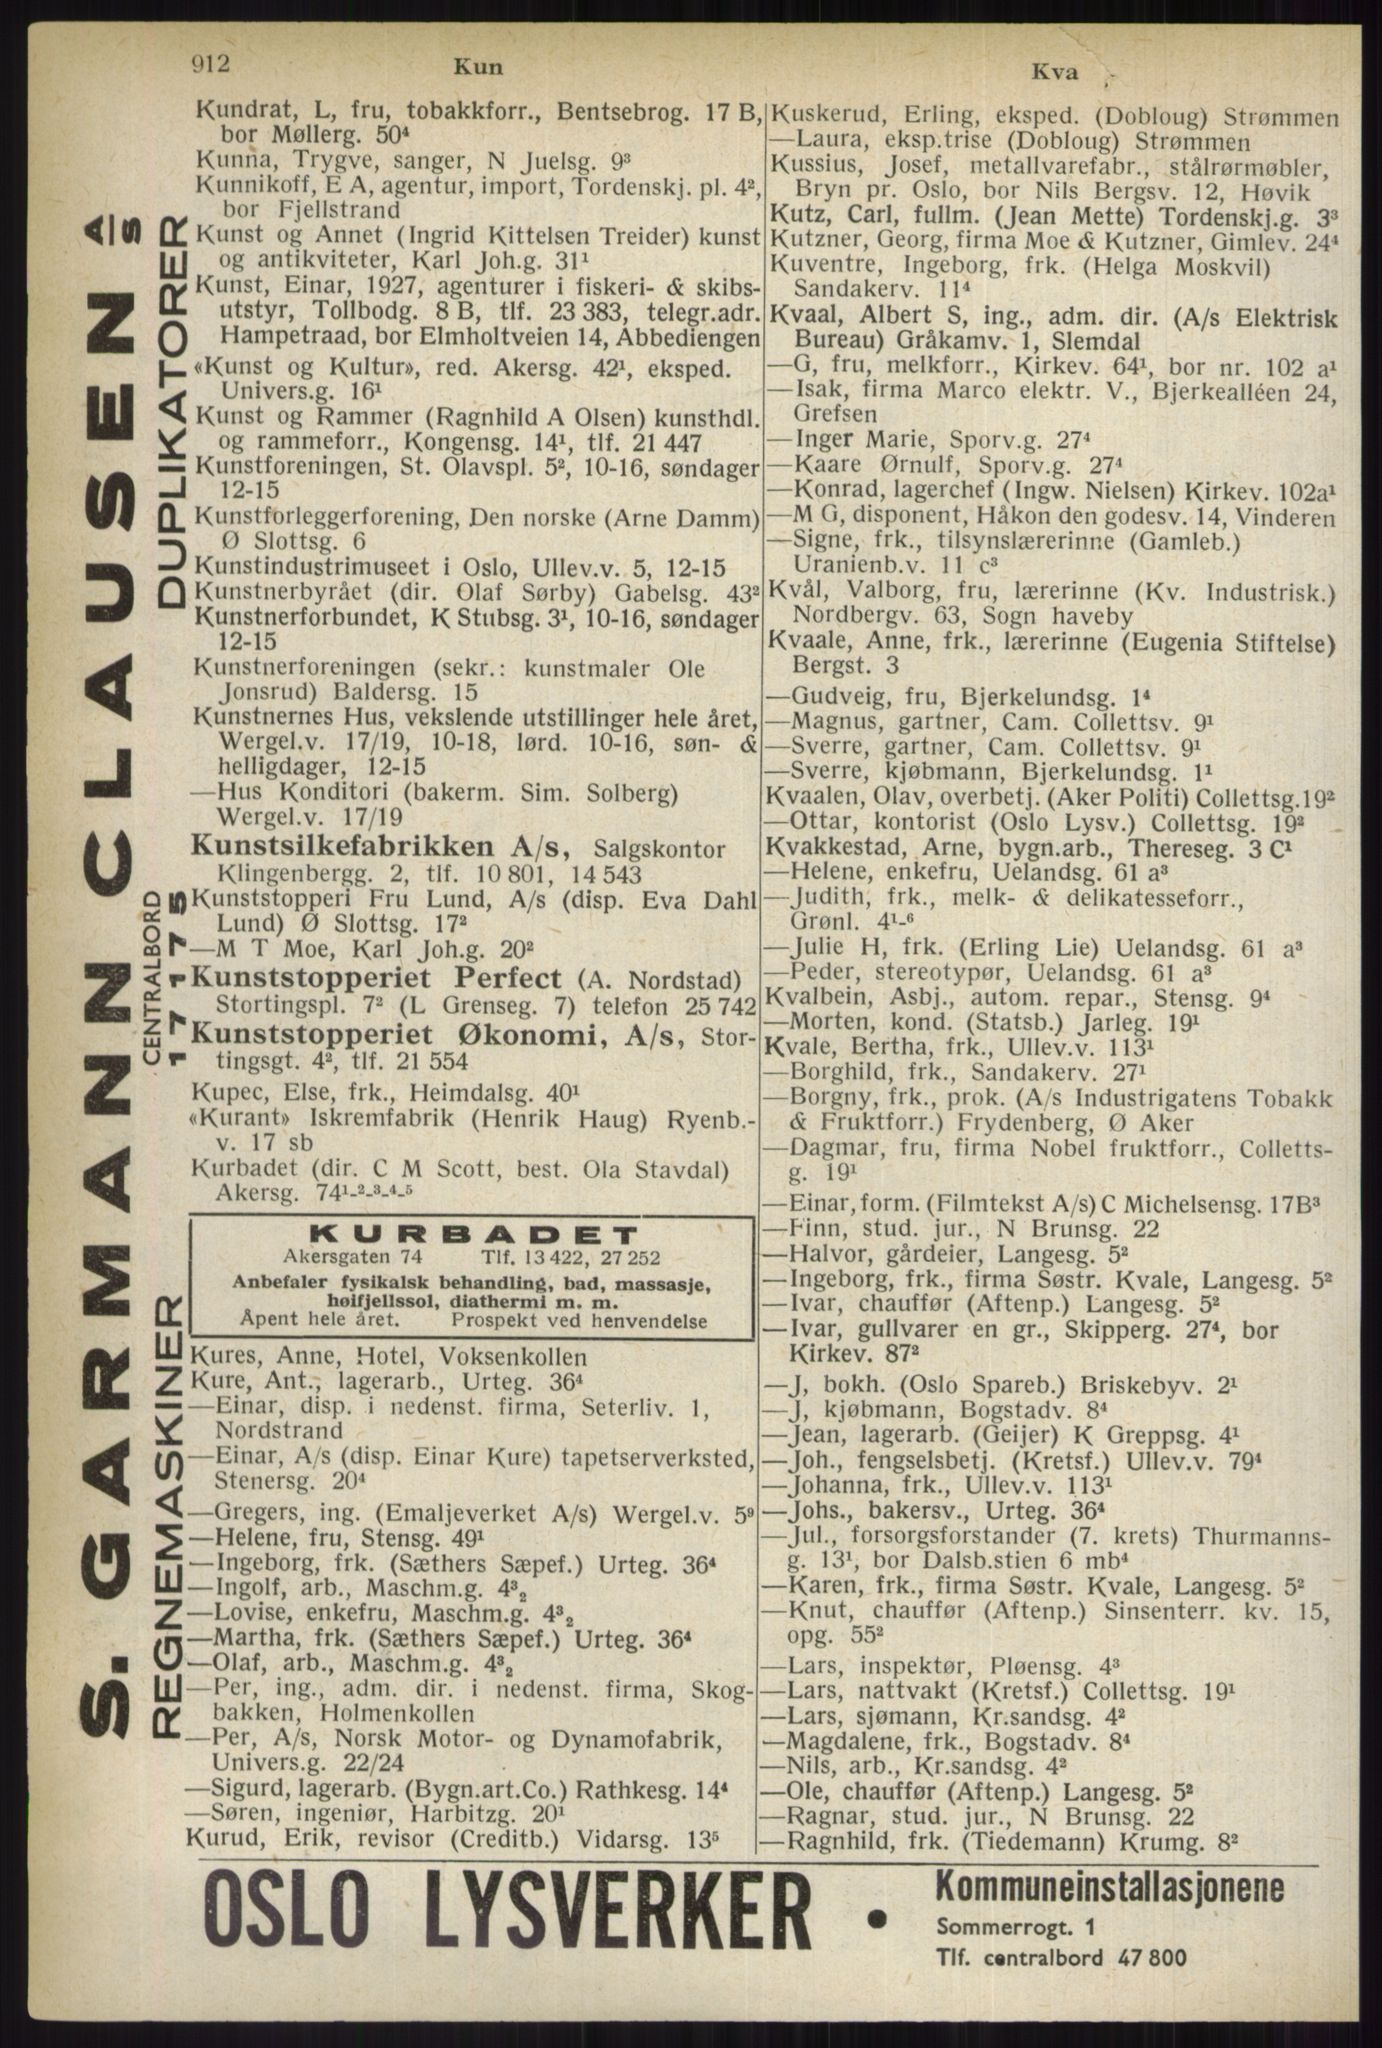 912
Kun
Kva
S. GARMANN CLAUSEN A/S
REGNEMASKINER
CENTRALBORD
17 1 7 7 5
DUPLIKATORER
Kundrat, L, fru, tobakkforr., Bentsebrog. 17 B,
bor Møllerg. 50⁴
Kunna, Trygve, sanger, N Juelsg. 9³
Kunnikoff, E A, agentur, import, Tordenskj. pl. 4²,
bor Fjellstrand
Kunst og Annet (Ingrid Kittelsen Treider) kunst
og antikviteter, Karl Joh.g. 31¹
Kunst, Einar, 1927, agenturer i fiskeri- & skibs-
utstyr, Tollbodg. 8 B, tlf. 23 383, telegr.adr.
Hampetraad, bor Elmholtveien 14, Abbediengen
«Kunst og Kultur», red. Akersg. 42¹, eksped.
Univers.g. 16¹
Kunst og Rammer (Ragnhild A Olsen) kunsthdl.
og rammeforr., Kongensg. 14¹, tlf. 21 447
Kunstforeningen, St. Olavspl. 5², 10-16, søndager
12-15
Kunstforleggerforening, Den norske (Arne Damm)
Ø Slottsg. 6
Kunstindustrimuseet i Oslo, Ullev.v. 5, 12-15
Kunstnerbyrået (dir. Olaf Sørby) Gabelsg. 43²
Kunstnerforbundet, K Stubsg. 3¹, 10-16, søndager
12-15
Kunstnerforeningen (sekr.: kunstmaler Ole
Jonsrud) Baldersg. 15
Kunstnernes Hus, vekslende utstillinger hele året,
Wergel.v. 17/19, 10-18, lørd. 10-16, søn- &
helligdager, 12-15
—Hus Konditori (bakerm. Sim. Solberg)
Wergel.v. 17/19
Kunstsilkefabrikken A/s, Salgskontor
Klingenbergg. 2, tlf. 10 801, 14 543
Kunststopperi Fru Lund, A/s (disp. Eva Dahl
Lund) Ø Slottsg. 17²
—M T Moe, Karl Joh.g. 20²
Kunststopperiet Perfect (A. Nordstad)
Stortingspl. 7² (L Grenseg. 7) telefon 25 742
Kunststopperiet Økonomi, A/s, Stor-
tingsgt. 4², tlf. 21 554
Kupec, Else, frk., Heimdalsg. 40¹
«Kurant» Iskremfabrik (Henrik Haug) Ryenb.-
v. 17 sb
Kurbadet (dir. C M Scott, best. Ola Stavdal)
Akersg. 74¹-²-³-⁴-⁵
KURBADET
Akersgaten 74 Tlf. 13 422, 27 252
Anbefaler fysikalsk behandling, bad, massasje,
høifjellssol, diathermi m. m.
Åpent hele året. Prospekt ved henvendelse
Kures, Anne, Hotel, Voksenkollen
Kure, Ant., lagerarb., Urteg. 36⁴
—Einar, disp. i nedenst. firma, Seterliv. 1,
Nordstrand
—Einar, A/s (disp. Einar Kure) tapetserverksted,
Stenersg. 20⁴
—Gregers, ing. (Emaljeverket A/s) Wergel.v. 5⁹
—Helene, fru, Stensg. 49¹
—Ingeborg, frk. (Sæthers Sæpef.) Urteg. 36⁴
—Ingolf, arb., Maschm.g. 4³₂
—Lovise, enkefru, Maschm.g. 4³₂
—Martha, frk. (Sæthers Sæpef.) Urteg. 36⁴
—Olaf, arb., Maschm.g. 4³₂
—Per, ing., adm. dir. i nedenst. firma, Skog-
bakken, Holmenkollen
—Per, A/s, Norsk Motor- og Dynamofabrik,
Univers.g. 22/24
—Sigurd, lagerarb. (Bygn.art.Co.) Rathkesg. 14⁴
—Søren, ingeniør, Harbitzg. 20¹
Kurud, Erik, revisor (Creditb.) Vidarsg. 13⁵
Kuskerud, Erling, eksped. (Dobloug) Strømmen
—Laura, eksp.trise (Dobloug) Strømmen
Kussius, Josef, metallvarefabr., stålrørmøbler,
Bryn pr. Oslo, bor Nils Bergsv. 12, Høvik
Kutz, Carl, fullm. (Jean Mette) Tordenskj.g. 3³
Kutzner, Georg, firma Moe & Kutzner, Gimlev. 24⁴
Kuventre, Ingeborg, frk. (Helga Moskvil)
Sandakerv. 11⁴
Kvaal, Albert S, ing., adm. dir. (A/s Elektrisk
Bureau) Gråkamv. 1, Slemdal
—G, fru, melkforr., Kirkev. 64¹, bor nr. 102 a¹
—Isak, firma Marco elektr. V., Bjerkealléen 24,
Grefsen
—Inger Marie, Sporv.g. 27⁴
—Kaare Ørnulf, Sporv.g. 27⁴
—Konrad, lagerchef (Ingw. Nielsen) Kirkev. 102a¹
—M G, disponent, Håkon den godesv. 14, Vinderen
—Signe, frk., tilsynslærerinne (Gamleb.)
Uranienb.v. 11 c³
Kvål, Valborg, fru, lærerinne (Kv. Industrisk.)
Nordbergv. 63, Sogn haveby
Kvaale, Anne, frk., lærerinne (Eugenia Stiftelse)
Bergst. 3
—Gudveig, fru, Bjerkelundsg. 1⁴
—Magnus, gartner, Cam. Collettsv. 9¹
—Sverre, gartner, Cam. Collettsv. 9¹
—Sverre, kjøbmann, Bjerkelundsg. 1¹
Kvaalen, Olav, overbetj. (Aker Politi) Collettsg.19²
—Ottar, kontorist (Oslo Lysv.) Collettsg. 19²
Kvakkestad, Arne, bygn.arb., Thereseg. 3 C¹
—Helene, enkefru, Uelandsg. 61 a³
—Judith, frk., melk- & delikatesseforr.,
Grønl. 4¹-⁶
—Julie H, frk. (Erling Lie) Uelandsg. 61 a³
—Peder, stereotypør, Uelandsg. 61 a³
Kvalbein, Asbj., autom. repar., Stensg. 9⁴
—Morten, kond. (Statsb.) Jarleg. 19¹
Kvale, Bertha, frk., Ullev.v. 113¹
—Borghild, frk., Sandakerv. 27¹
—Borgny, frk., prok. (A/s Industrigatens Tobakk
& Fruktforr.) Frydenberg, Ø Aker
—Dagmar, fru, firma Nobel fruktforr., Colletts-
g. 19¹
—Einar, form. (Filmtekst A/s) C Michelsensg. 17B³
—Finn, stud. jur., N Brunsg. 22
—Halvor, gårdeier, Langesg. 5²
—Ingeborg, frk., firma Søstr. Kvale, Langesg. 5²
—Ivar, chauffør (Aftenp.) Langesg. 5²
—Ivar, gullvarer en gr., Skipperg. 27⁴, bor
Kirkev. 87²
—J, bokh. (Oslo Spareb.) Briskebyv. 2¹
—J, kjøbmann, Bogstadv. 8⁴
—Jean, lagerarb. (Geijer) K Greppsg. 4¹
—Joh., fengselsbetj. (Kretsf.) Ullev.v. 79⁴
—Johanna, frk., Ullev.v. 113¹
—Johs., bakersv., Urteg. 36⁴
—Jul., forsorgsforstander (7. krets) Thurmanns-
g. 13¹, bor Dalsb.stien 6 mb⁴
—Karen, frk., firma Søstr. Kvale, Langesg. 5²
—Knut, chauffør (Aftenp.) Sinsenterr. kv. 15,
opg. 55²
—Lars, inspektør, Pløensg. 4³
—Lars, nattvakt (Kretsf.) Collettsg. 19¹
—Lars, sjømann, Kr.sandsg. 4²
—Magdalene, frk., Bogstadv. 8⁴
—Nils, arb., Kr.sandsg. 4²
—Ole, chauffør (Aftenp.) Langesg. 5²
—Ragnar, stud. jur., N Brunsg. 22
—Ragnhild, frk. (Tiedemann) Krumg. 8²
OSLO LYSVERKER •
Kommuneinstallasjonene
Sommerrogt. 1
Tlf. centralbord 47 800